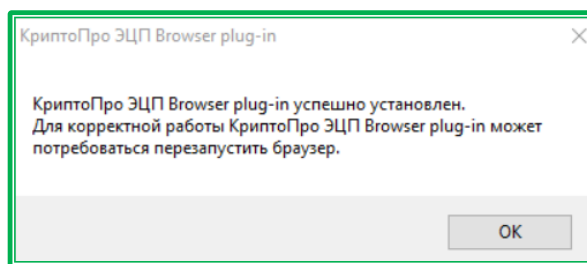 КриптоПро ЭЦП Browser plug-in
КриптоПро ЭЦП Browser plug-in успешно установлен.
Для корректной работы КриптоПро ЭЦП Browser plug-in может
потребоваться перезапустить браузер.
ОК